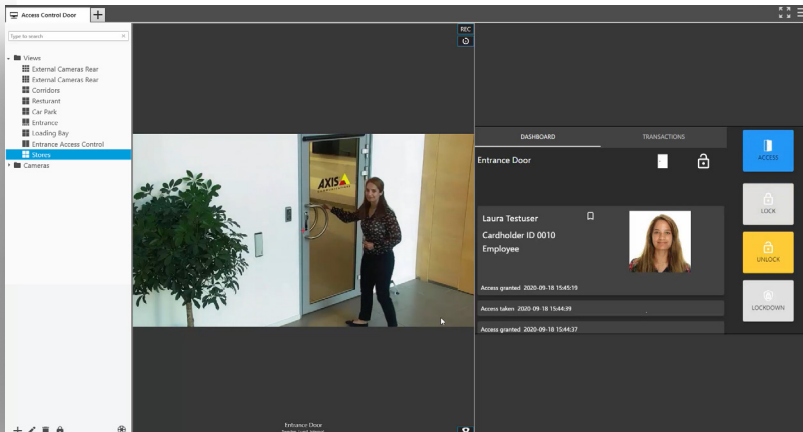 Access Control Door
REC
Type to search
Views
External Cameras Rear
External Cameras Rear
Corridors
Resturant
Car Park
Entrance
Loading Bay
Entrance Access Control
Stores
Cameras
AXIS
COMMUNICATIONS
Entrance Door
DASHBOARD
TRANSACTIONS
Entrance Door
Laura Testuser
Cardholder ID 0010
Employee
Access granted 2020-09-18 15:45:19
Access taken 2020-09-18 15:44:39
Access granted 2020-09-18 15:44:37
ACCESS
LOCK
UNLOCK
LOCKDOWN